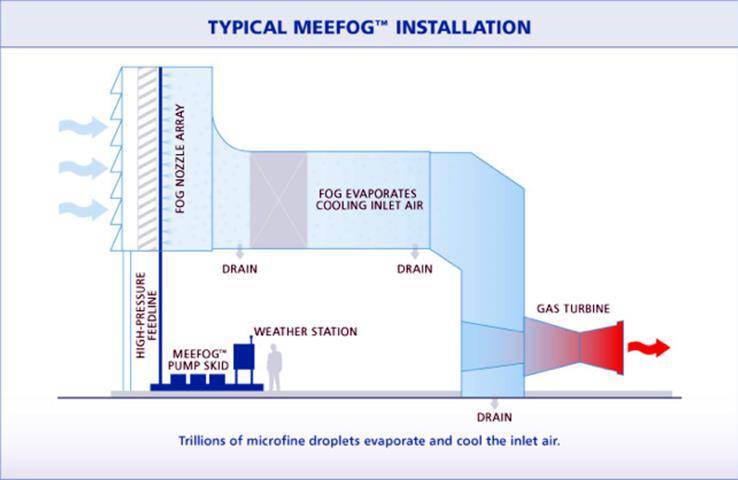 TYPICAL MEEFOG™ INSTALLATION
FOG NOZZLE ARRAY
FOG EVAPORATES
COOLING INLET AIR
DRAIN
DRAIN
HIGH-PRESSURE
FEEDLINE
GAS TURBINE
WEATHER STATION
MEEFOG™
PUMP SKID
DRAIN
Trillions of microfine droplets evaporate and cool the inlet air.